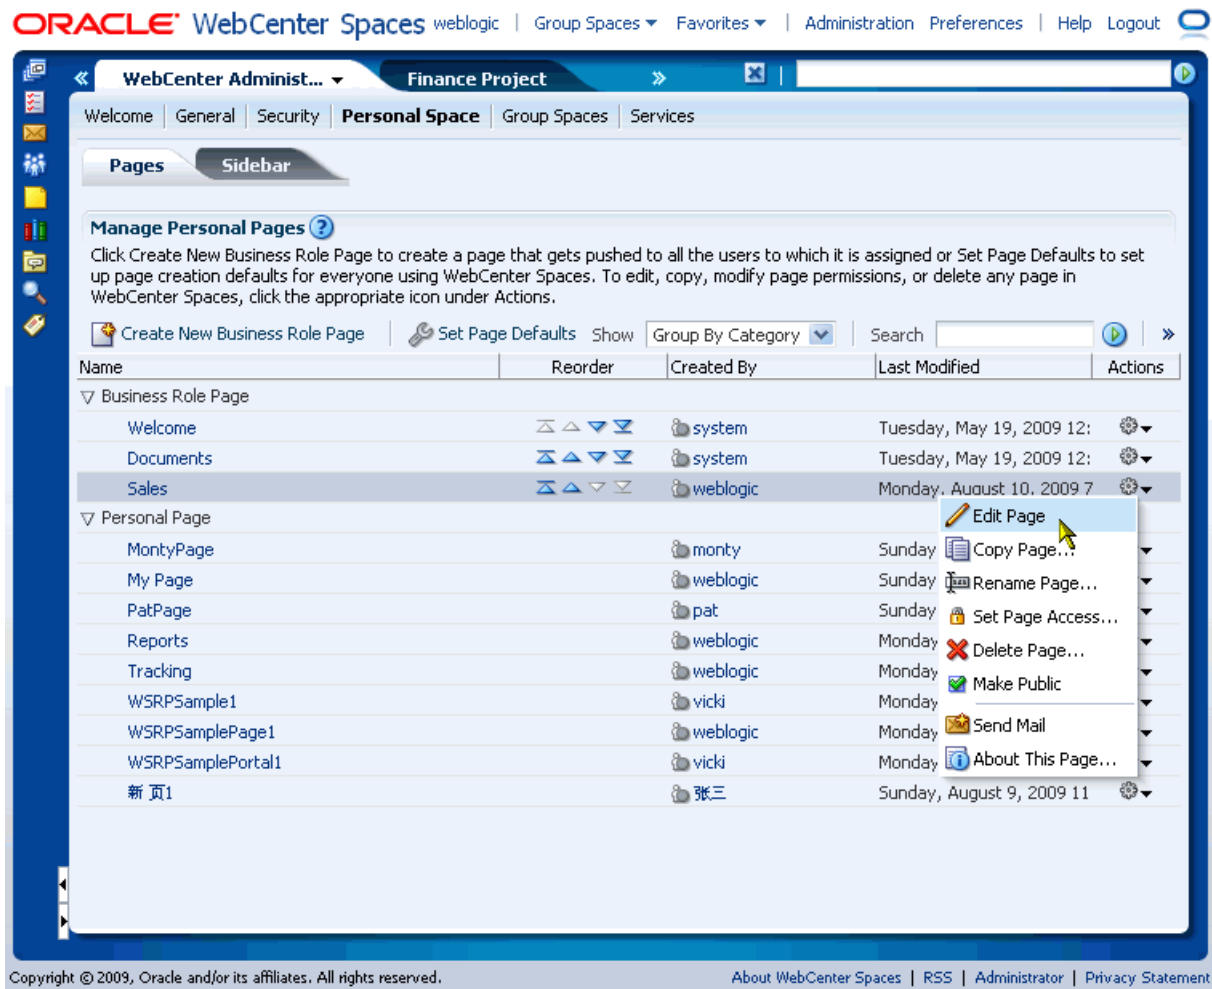 ORACLE WebCenter Spaces weblogic | Group Spaces Favorites | Administration Preferences | Help Logout
WebCenter Administ... Finance Project
Welcome General Security Personal Space Group Spaces Services
Pages Sidebar
Manage Personal Pages ?
Click Create New Business Role Page to create a page that gets pushed to all the users to which it is assigned or Set Page Defaults to set
up page creation defaults for everyone using WebCenter Spaces. To edit, copy, modify page permissions, or delete any page in
WebCenter Spaces, click the appropriate icon under Actions.
Create New Business Role Page Set Page Defaults Show Group By Category Search
Name Reorder Created By Last Modified Actions
Business Role Page
Welcome system Tuesday, May 19, 2009 12:
Documents system Tuesday, May 19, 2009 12:
Sales weblogic Monday, August 10, 2009 7
Personal Page Edit Page
MontyPage monty Sunday Copy Page...
My Page weblogic Sunday Rename Page...
PatPage pat Sunday Set Page Access...
Reports weblogic Monday Delete Page...
Tracking weblogic Monday Make Public
WSRPSample1 vicki Monday
WSRPSamplePage1 weblogic Monday Send Mail
WSRPSamplePortal1 vicki Monday About This Page...
新 页1 张三 Sunday, August 9, 2009 11
Copyright © 2009, Oracle and/or its affiliates. All rights reserved. About WebCenter Spaces | RSS | Administrator | Privacy Statement